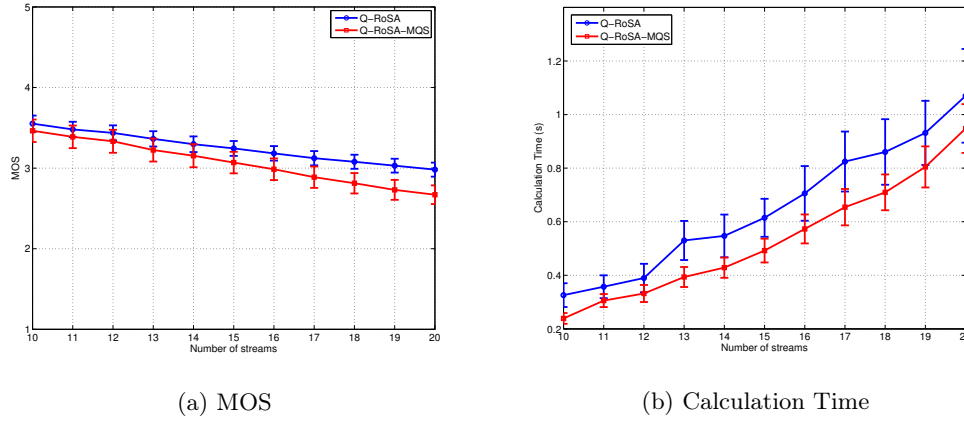 5
4
3
2
1
MOS
10 11 12 13 14 15 16 17 18 19 20
Number of streams
Q-RoSA
Q-RoSA-MQS
(a) MOS
1.2
1
0.8
0.6
0.4
0.2
Calculation Time (s)
10 11 12 13 14 15 16 17 18 19 2
Number of streams
Q-RoSA
Q-RoSA-MQS
(b) Calculation Time